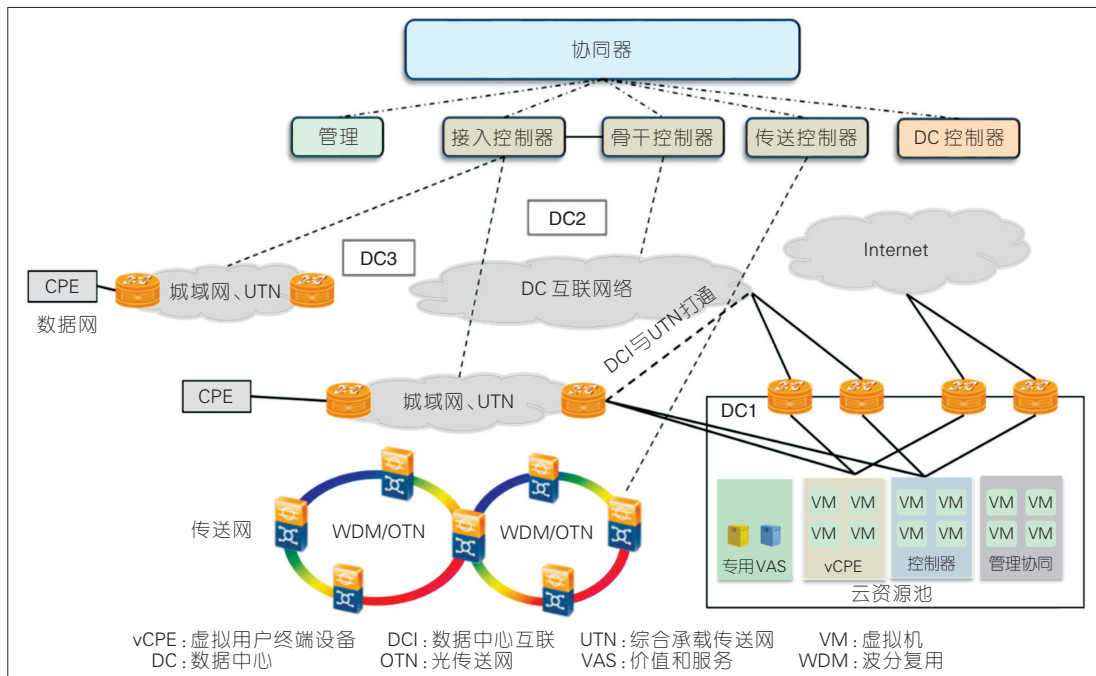 协同器
管理
接入控制器
骨干控制器
传送控制器
DC 控制器
DC2
DC3
Internet
CPE
城域网、UTN
DC 互联网络
数据网
DCI与UTN打通
CPE
城域网、UTN
DC1
传送网
WDM/OTN
WDM/OTN
VM VM
VM VM
VM VM
VM VM
VM VM
VM VM
专用VAS
vCPE
控制器
管理协同
云资源池
vCPE：虚拟用户终端设备 DCI：数据中心互联 UTN：综合承载传送网 VM：虚拟机
DC：数据中心 OTN：光传送网 VAS：价值和服务 WDM：波分复用